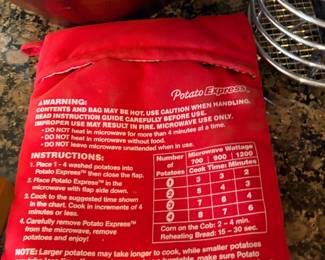 Potato Express
⚠WARNING:
CONTENTS AND BAG MAY BE HOT. USE CAUTION WHEN HANDLING.
READ INSTRUCTION GUIDE CAREFULLY BEFORE USE.
IMPROPER USE MAY RESULT IN FIRE. MICROWAVE USE ONLY.
- DO NOT heat in microwave for more than 4 minutes at a time.
- DO NOT heat in microwave without food.
- DO NOT leave microwave unattended when in use.
INSTRUCTIONS:
1. Place 1 - 4 washed potatoes into
Potato Express™ then close the flap.
2. Place Potato Express™ in the
microwave with flap side down.
3. Cook to the suggested time shown
in the chart. Cook in increments of 4
minutes or less.
4. Carefully remove Potato Express™
from the microwave, remove
potatoes and enjoy!
Number of Potatoes
Microwave Wattage
700 900 1200
Cook Time: Minutes
1 3 2
2 5 4 3
3 7
4 8 6
Corn on the Cob: 2 – 4 min.
Reheating Bread: 15 – 30 sec.
NOTE: Larger potatoes may take longer to cook, while smaller potatoes
make sure